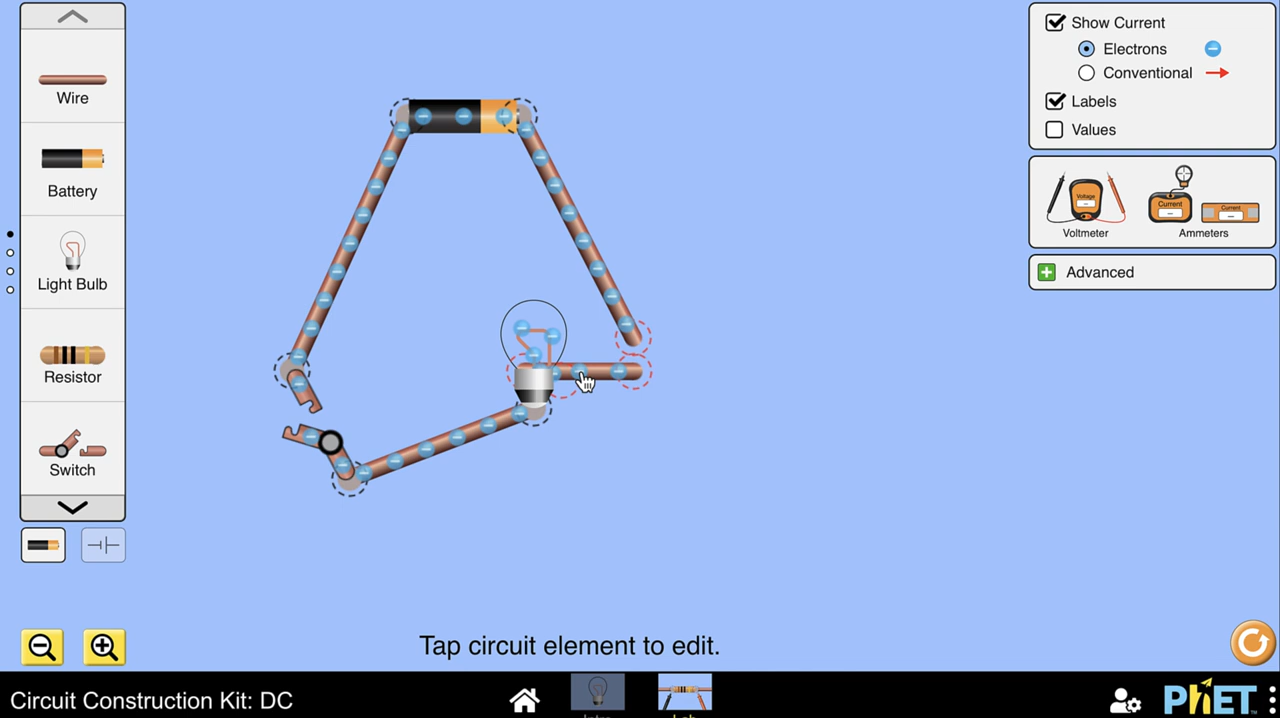 Wire
Battery
Light Bulb
Resistor
Switch
Show Current
Electrons
Conventional
Labels
Values
Voltage
Current
Current
Voltmeter
Ammeters
Advanced
Tap circuit element to edit.
Circuit Construction Kit: DC
PhET